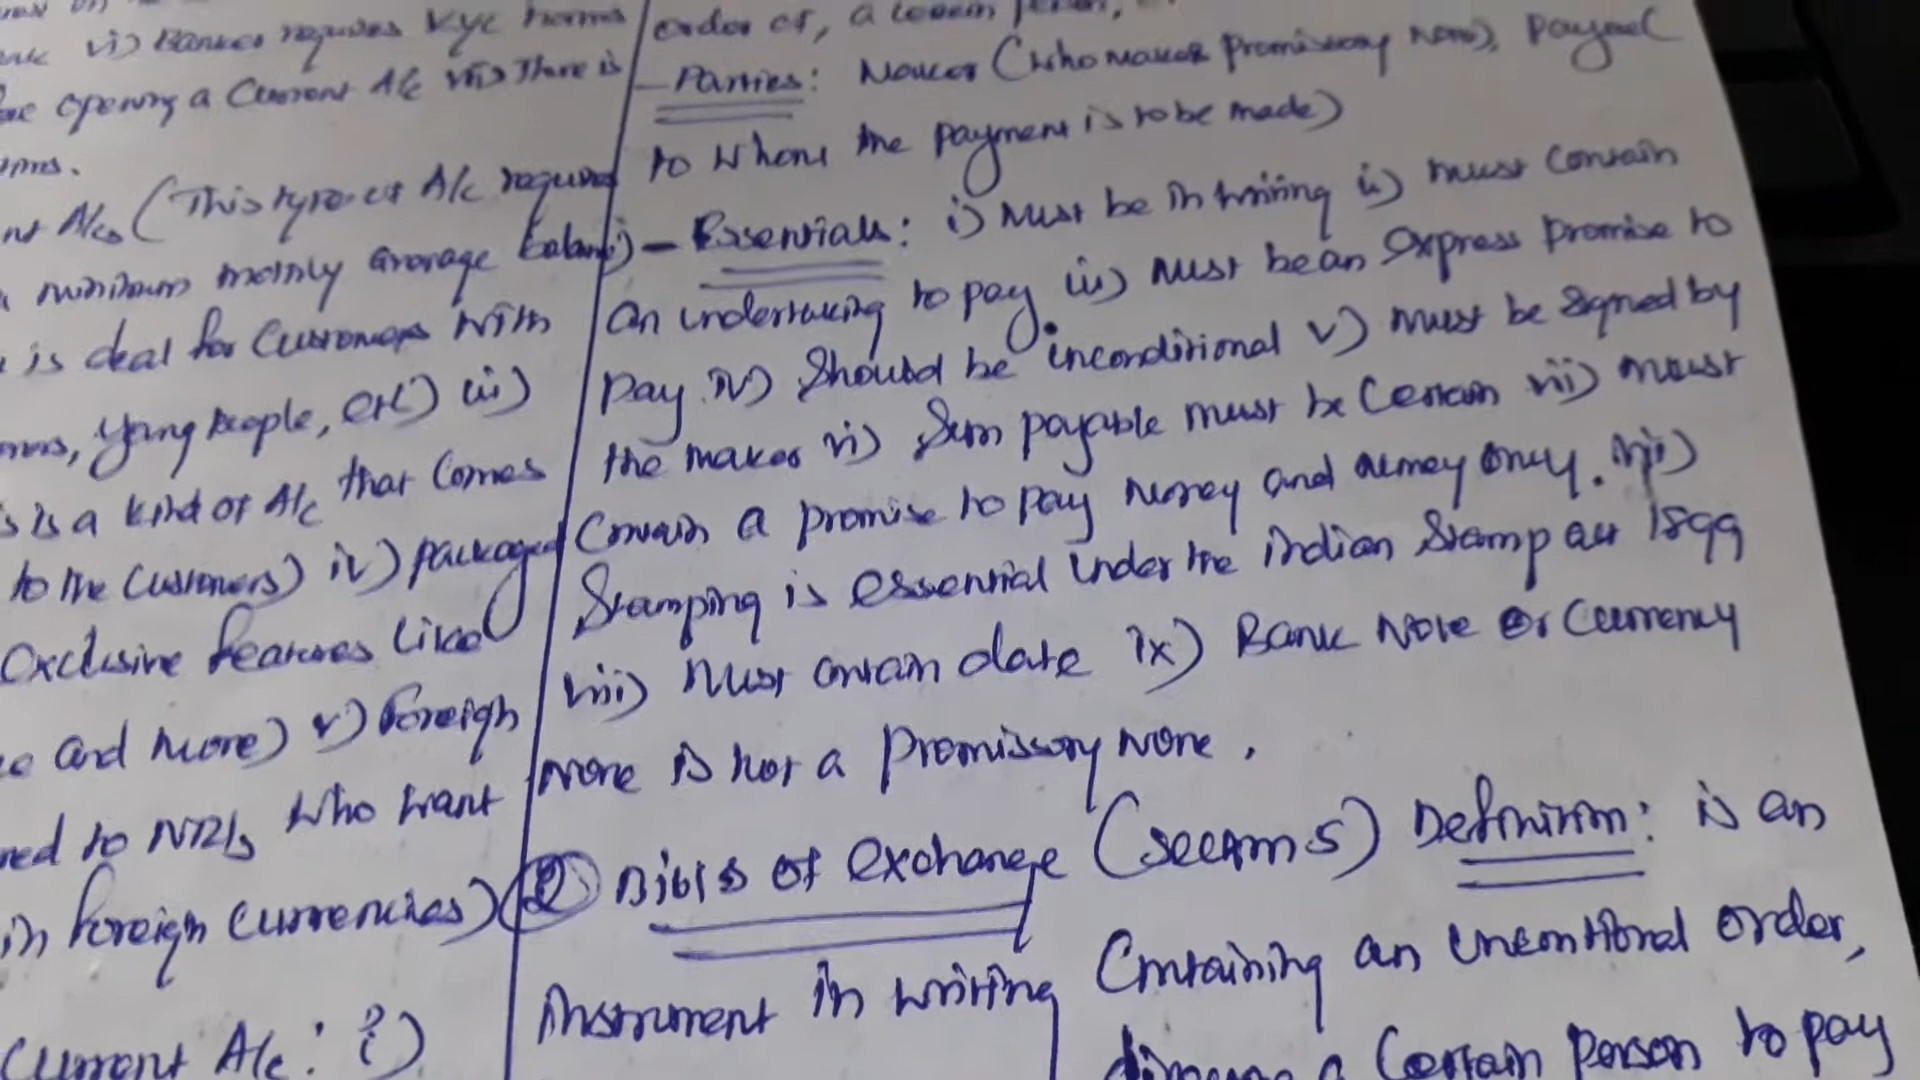 vi) Banker requires KYC norms
opening a Current A/c vii) There is
A/cs (This type of A/c requires
minimum monthly average balance)
is deal for Customers with
Young people, etc) iii)
is a kind of A/c that comes
to the customers) iv) packaged
Exclusive features like
and more) v) Foreign
to NRIs who want
in foreign currencies)
Current A/c: i)
order of, a certain person,
- Parties: Maker (who makes promissory note), Payee (
to whom the payment is to be made)
- Essentials: i) Must be in writing ii) must contain
an undertaking to pay. iii) Must be an express promise to
pay iv) Should be unconditional v) must be signed by
the maker vi) Sum payable must be certain vii) must
contain a promise to pay money and money only. viii)
Stamping is essential under the Indian Stamp act 1899
viii) Must contain date ix) Bank Note or Currency
Note is not a Promissory Note.
2 Bills of exchange (Sec 5) Definition: is an
instrument in writing containing an uncontional order,
a certain person to pay